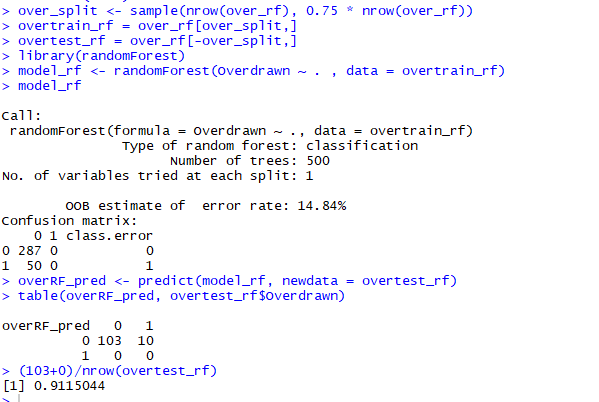 > over_split <- sample(nrow(over_rf), 0.75 * nrow(over_rf))
> overtrain_rf = over_rf[over_split,]
> overtest_rf = over_rf[-over_split,]
> library(randomForest)
> model_rf <- randomForest(Overdrawn ~ . , data = overtrain_rf)
> model_rf
Call:
 randomForest(formula = Overdrawn ~ ., data = overtrain_rf)
               Type of random forest: classification
                     Number of trees: 500
No. of variables tried at each split: 1
        OOB estimate of  error rate: 14.84%
Confusion matrix:
    0 1 class.error
0 287 0           0
1  50 0           1
> overRF_pred <- predict(model_rf, newdata = overtest_rf)
> table(overRF_pred, overtest_rf$Overdrawn)
overRF_pred   0   1
          0 103  10
          1   0   0
> (103+0)/nrow(overtest_rf)
[1] 0.9115044
>